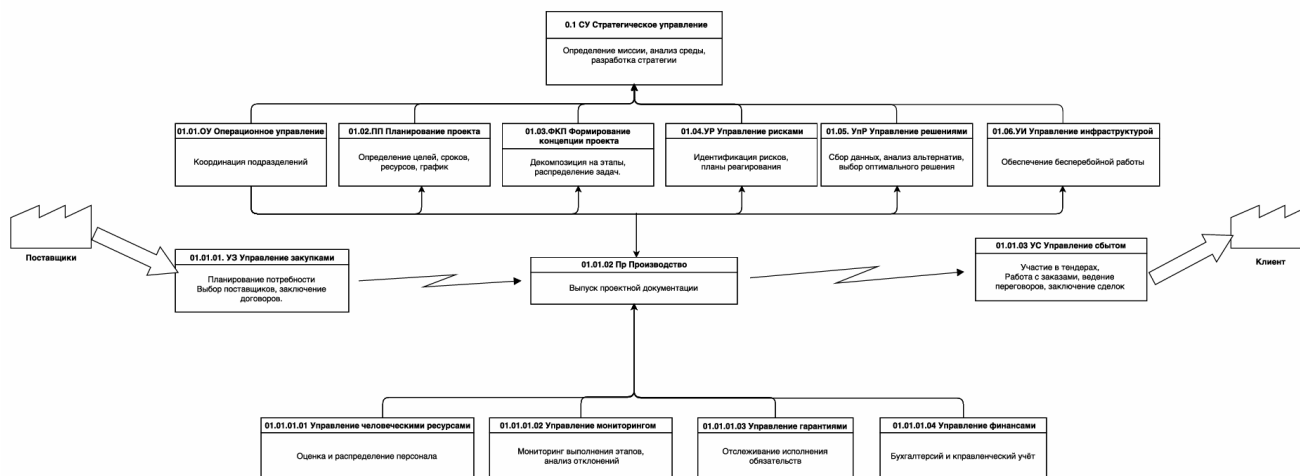 0.1 СУ Стратегическое управление
Определение миссии, анализ среды,
разработка стратегии
01.01.ОУ Операционное управление
Координация подразделений
01.02.ПП Планирование проекта
Определение целей, сроков,
ресурсов, график
01.03.ФКП Формирование
концепции проекта
Декомпозиция на этапы,
распределение задач.
01.04.УР Управление рисками
Идентификация рисков,
планы реагирования
01.05. УпР Управление решениями
Сбор данных, анализ альтернатив,
выбор оптимального решения
01.06.УИ Управление инфраструктурой
Обеспечение бесперебойной работы
Поставщики
01.01.01. УЗ Управление закупками
Планирование потребности
Выбор поставщиков, заключение
договоров.
01.01.02 Пр Производство
Выпуск проектной документации
01.01.03 УС Управление сбытом
Участие в тендерах,
Работа с заказами, ведение
переговоров, заключение сделок
Клиент
01.01.01.01 Управление человеческими ресурсами
Оценка и распределение персонала
01.01.01.02 Управление мониторингом
Мониторинг выполнения этапов,
анализ отклонений
01.01.01.03 Управление гарантиями
Отслеживание исполнения
обязательств
01.01.01.04 Управление финансами
Бухгалтерсий и кправленческий учёт